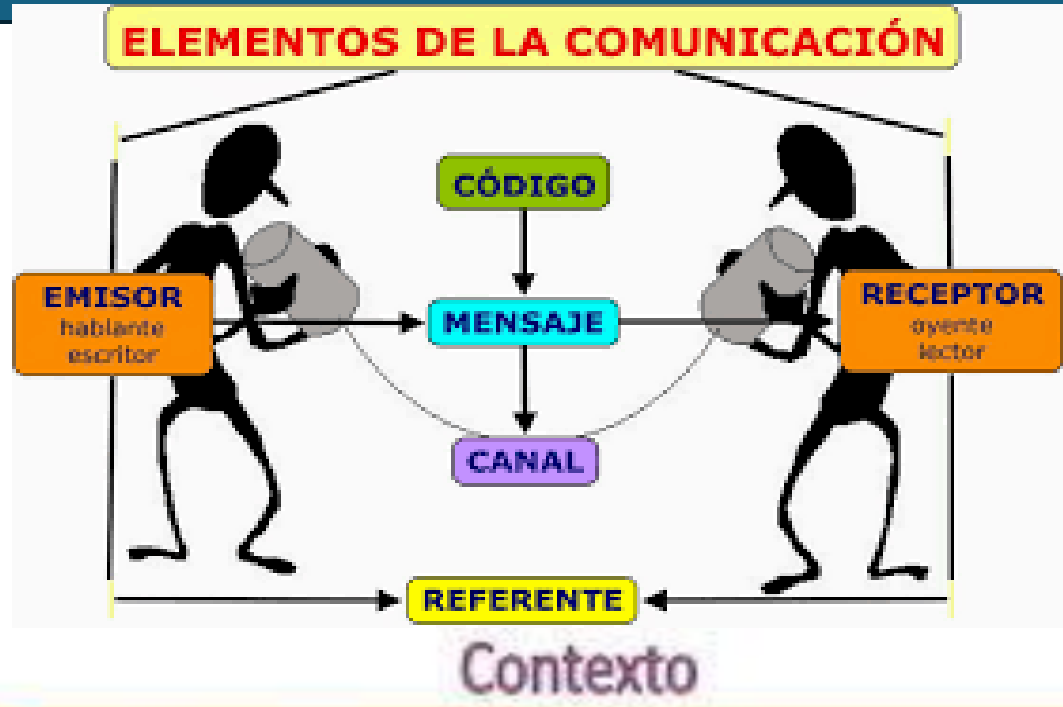 ELEMENTOS DE LA COMUNICACIÓN
CÓDIGO
EMISOR
hablante
escritor
MENSAJE
RECEPTOR
oyente
lector
CANAL
REFERENTE
Contexto